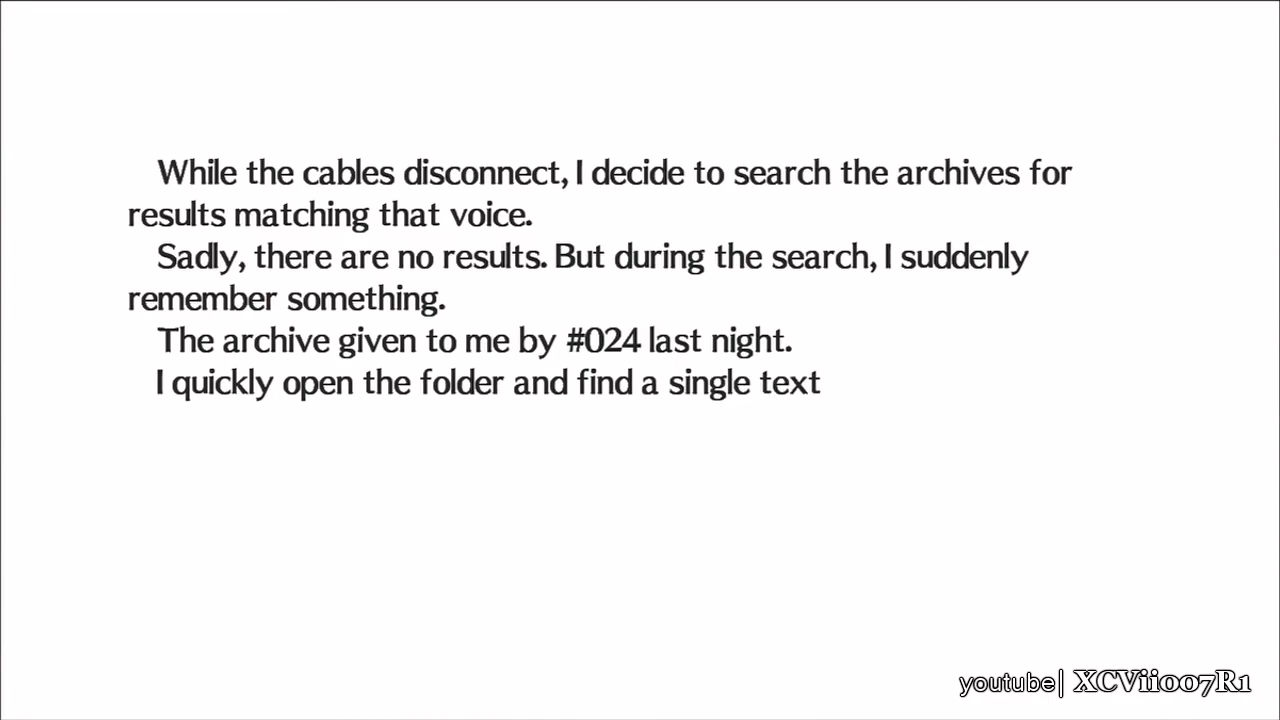 While the cables disconnect, I decide to search the archives for
results matching that voice.
Sadly, there are no results. But during the search, I suddenly
remember something.
The archive given to me by #024 last night.
I quickly open the folder and find a single text
youtube| XCViii007R1